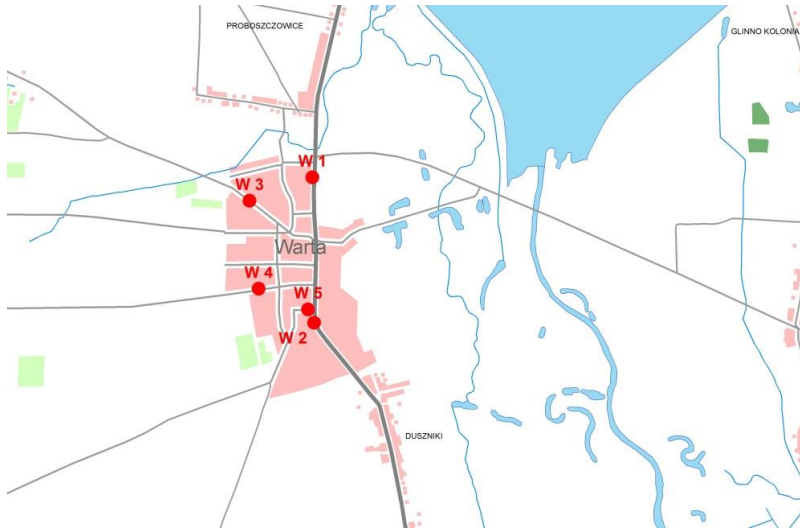 PROBOSZCZOWICE
GLINNO KOLONIA
W 1
W 3
Warta
W 4
W 5
W 2
DUSZNIKI